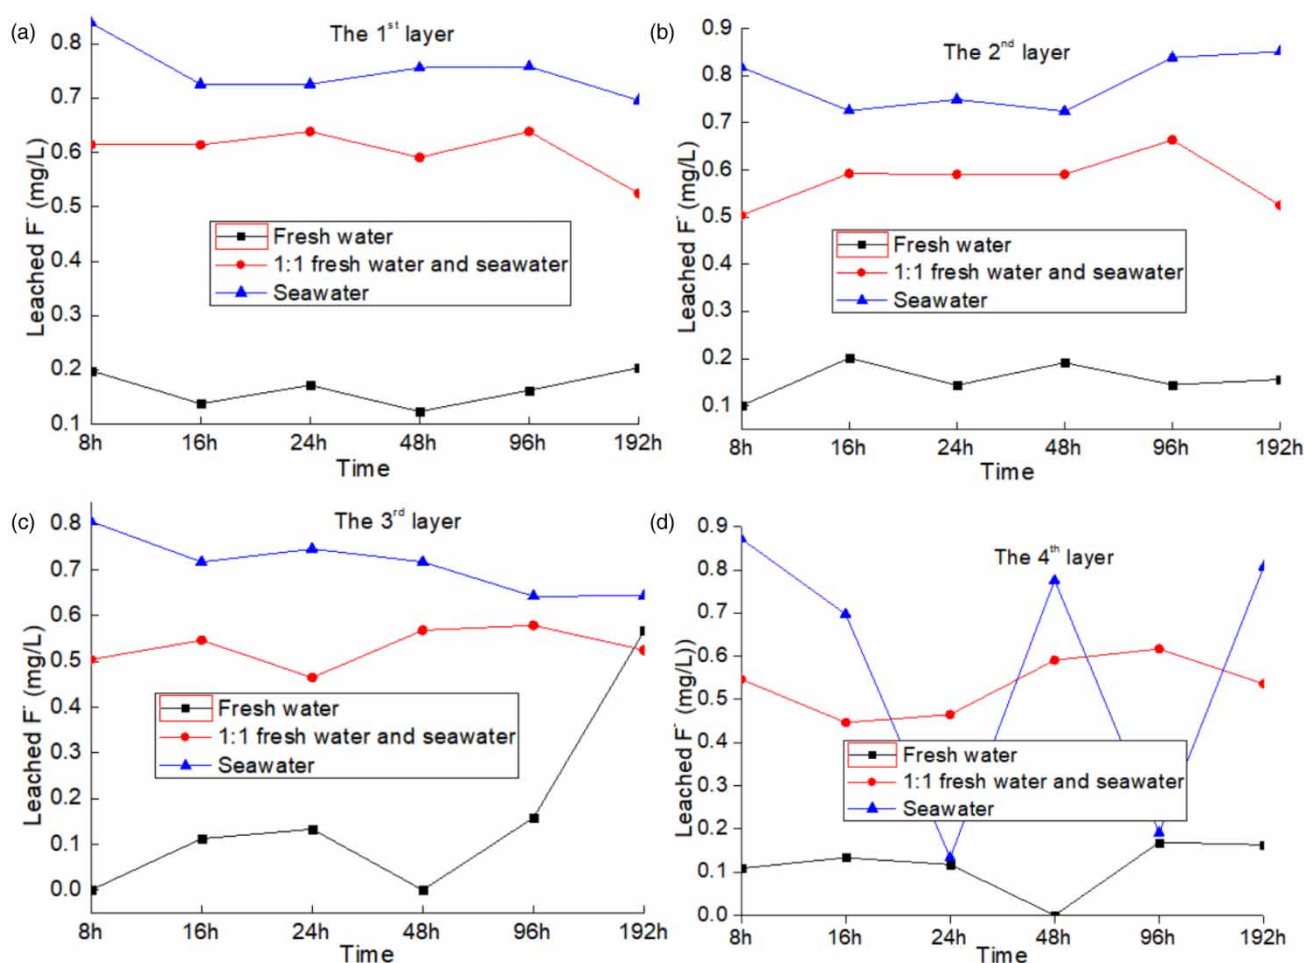 (a)
The 1st layer
Leached F- (mg/L)
0.8
0.7
0.6
0.5
0.4
0.3
0.2
0.1
Fresh water
1:1 fresh water and seawater
Seawater
8h 16h 24h 48h 96h 192h
Time
(b)
The 2nd layer
Leached F- (mg/L)
0.9
0.8
0.7
0.6
0.5
0.4
0.3
0.2
0.1
Fresh water
1:1 fresh water and seawater
Seawater
8h 16h 24h 48h 96h 192h
Time
(c)
The 3rd layer
Leached F- (mg/L)
0.8
0.7
0.6
0.5
0.4
0.3
0.2
0.1
0.0
Fresh water
1:1 fresh water and seawater
Seawater
8h 16h 24h 48h 96h 192h
Time
(d)
The 4th layer
Leached F- (mg/L))
0.9
0.8
0.7
0.6
0.5
0.4
0.3
0.2
0.1
0.0
Fresh water
1:1 fresh water and seawater
Seawater
8h 16h 24h 48h 96h 192h
Time